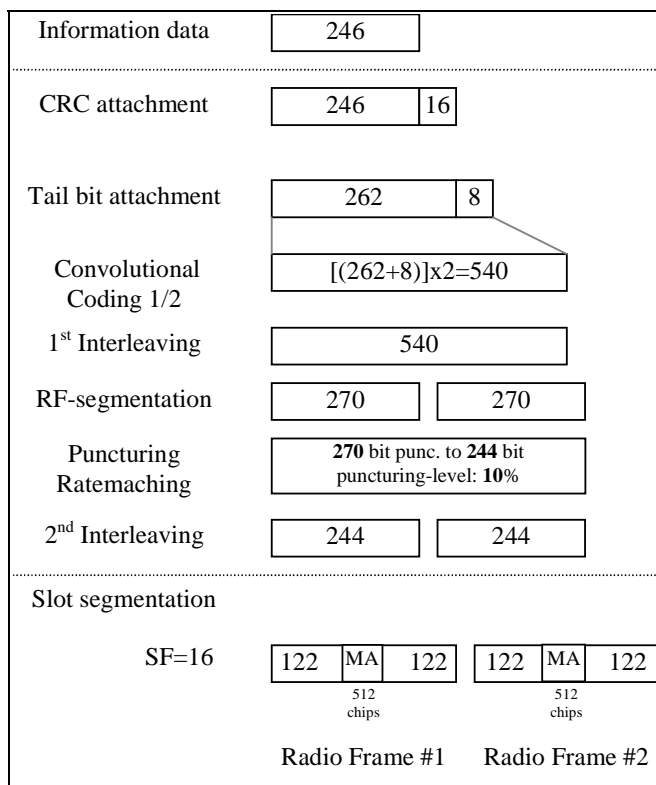 Information data 246
CRC attachment 246 16
Tail bit attachment 262 8
Convolutional [(262+8)]x2=540
Coding 1/2
1st Interleaving 540
RF-segmentation 270 270
Puncturing 270 bit punc. to 244 bit
Ratemaching puncturing-level: 10%
2nd Interleaving 244 244
Slot segmentation
SF=16 122 MA 122 122 MA 122
512 512
chips chips
Radio Frame #1 Radio Frame #2